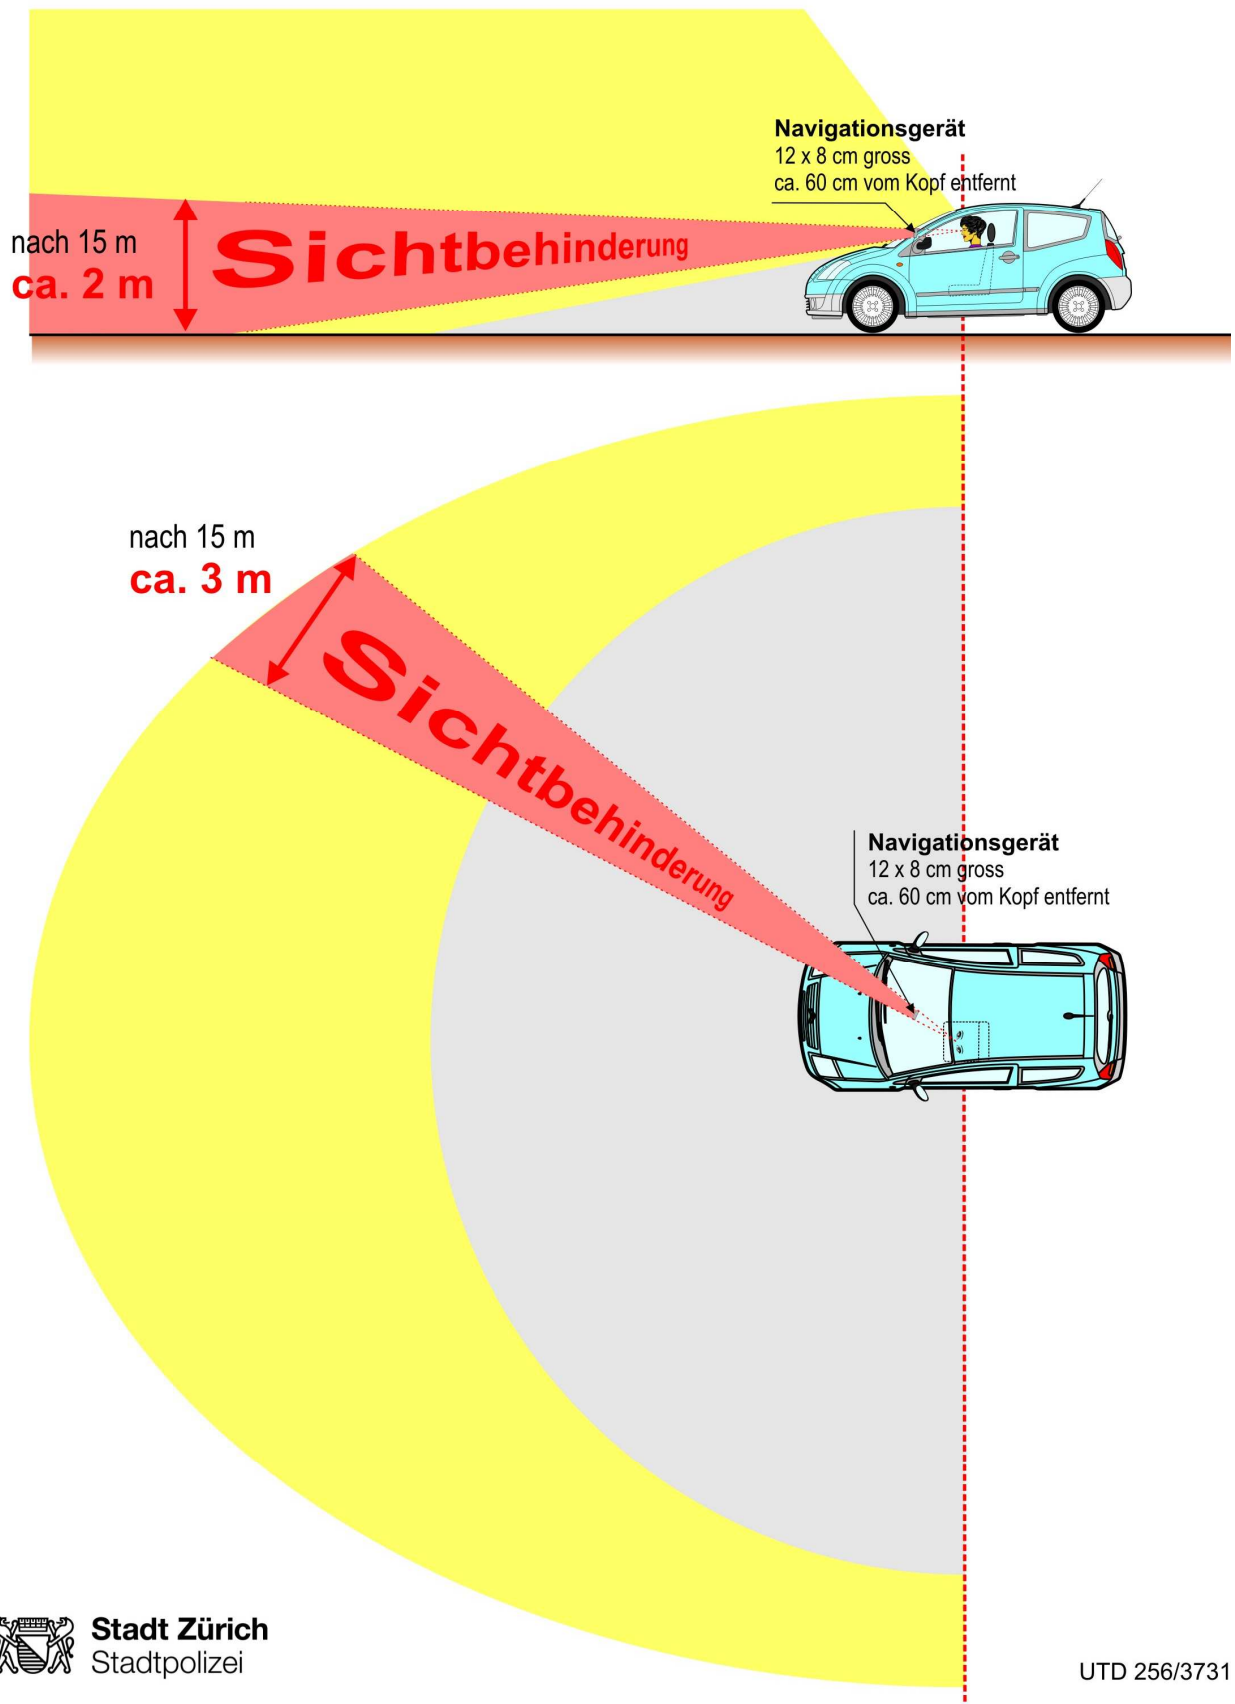 Navigationsgerät
12 x 8 cm gross
ca. 60 cm vom Kopf entfernt
nach 15 m
ca. 2 m
Sichtbehinderung
nach 15 m
ca. 3 m
Sichtbehinderung
Navigationsgerät
12 x 8 cm gross
ca. 60 cm vom Kopf entfernt
Stadt Zürich
Stadtpolizei
UTD 256/3731